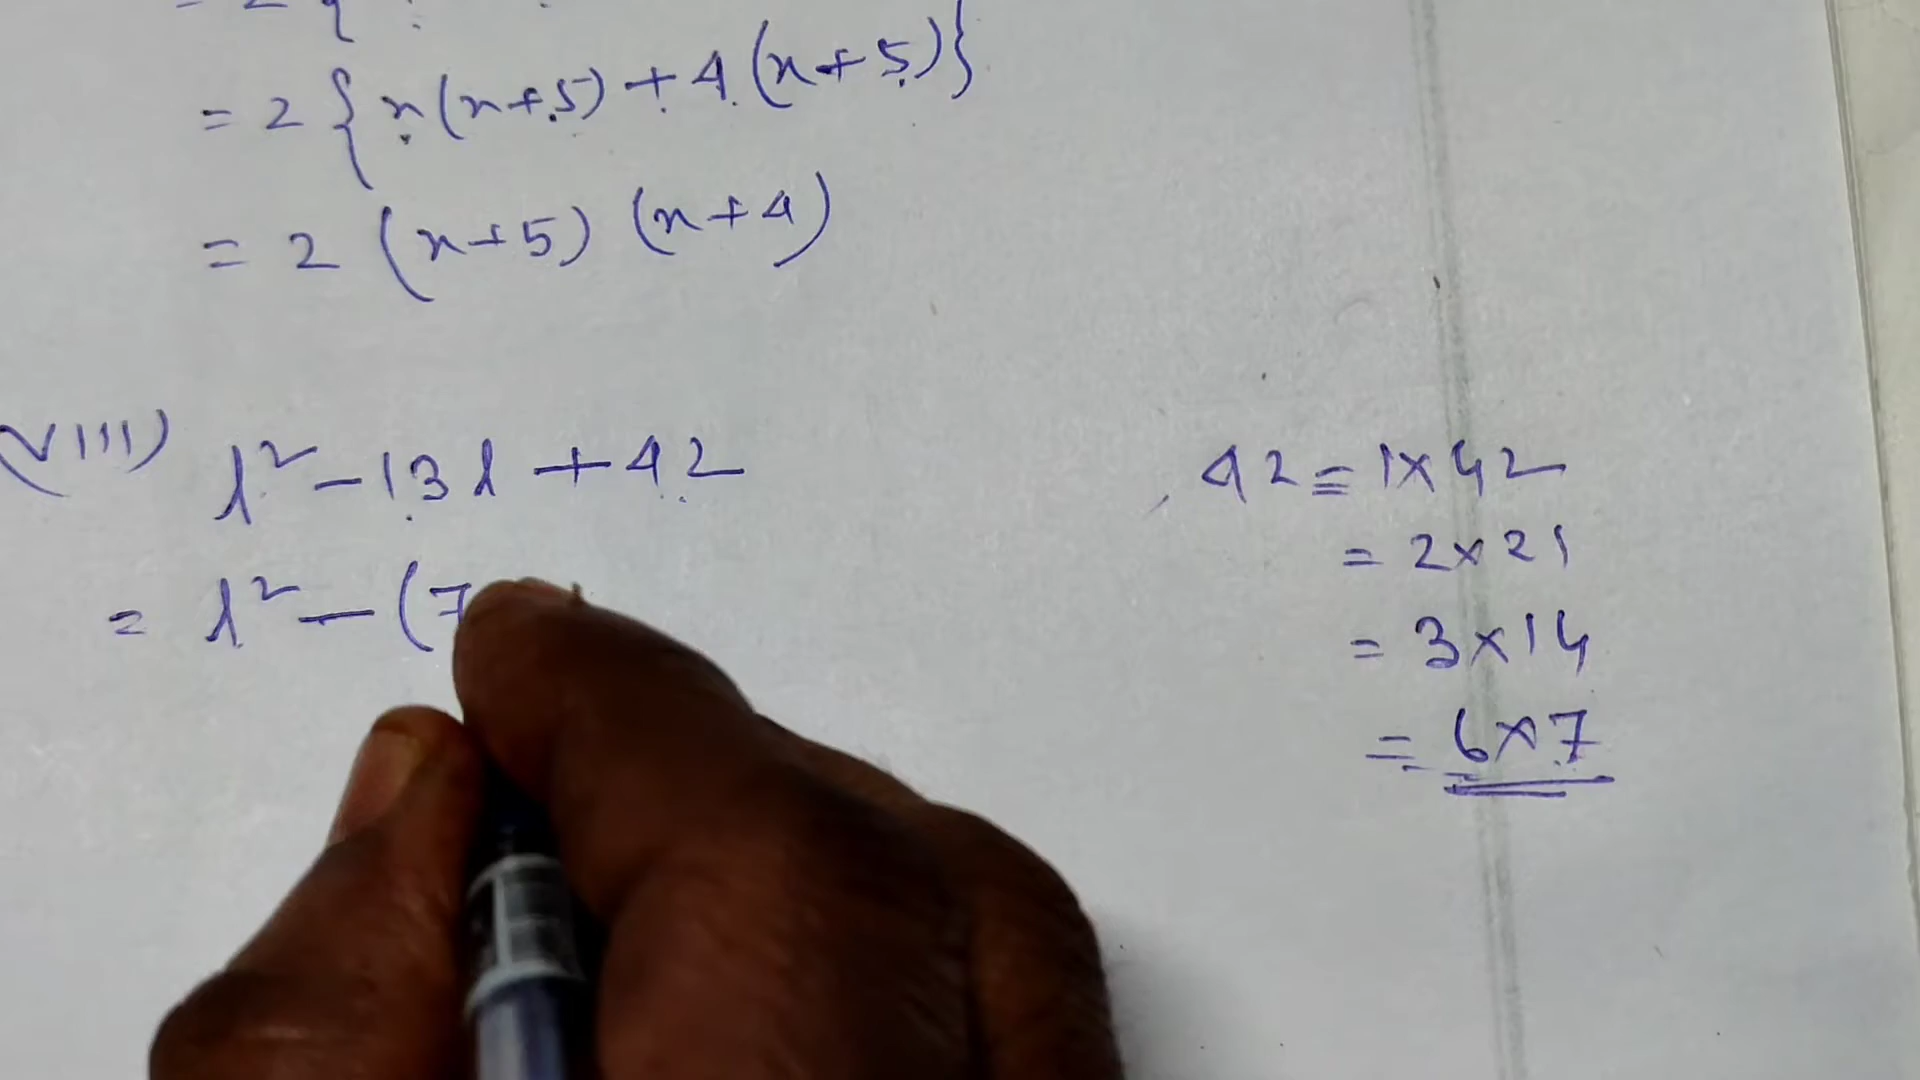 = 2 {
= 2 { x(x+5) + 4(x+5)}
= 2 (x+5) (x+4)
VIII) l² - 13l + 42
= l² - (7
42 = 1×42
= 2×21
= 3×14
= 6×7